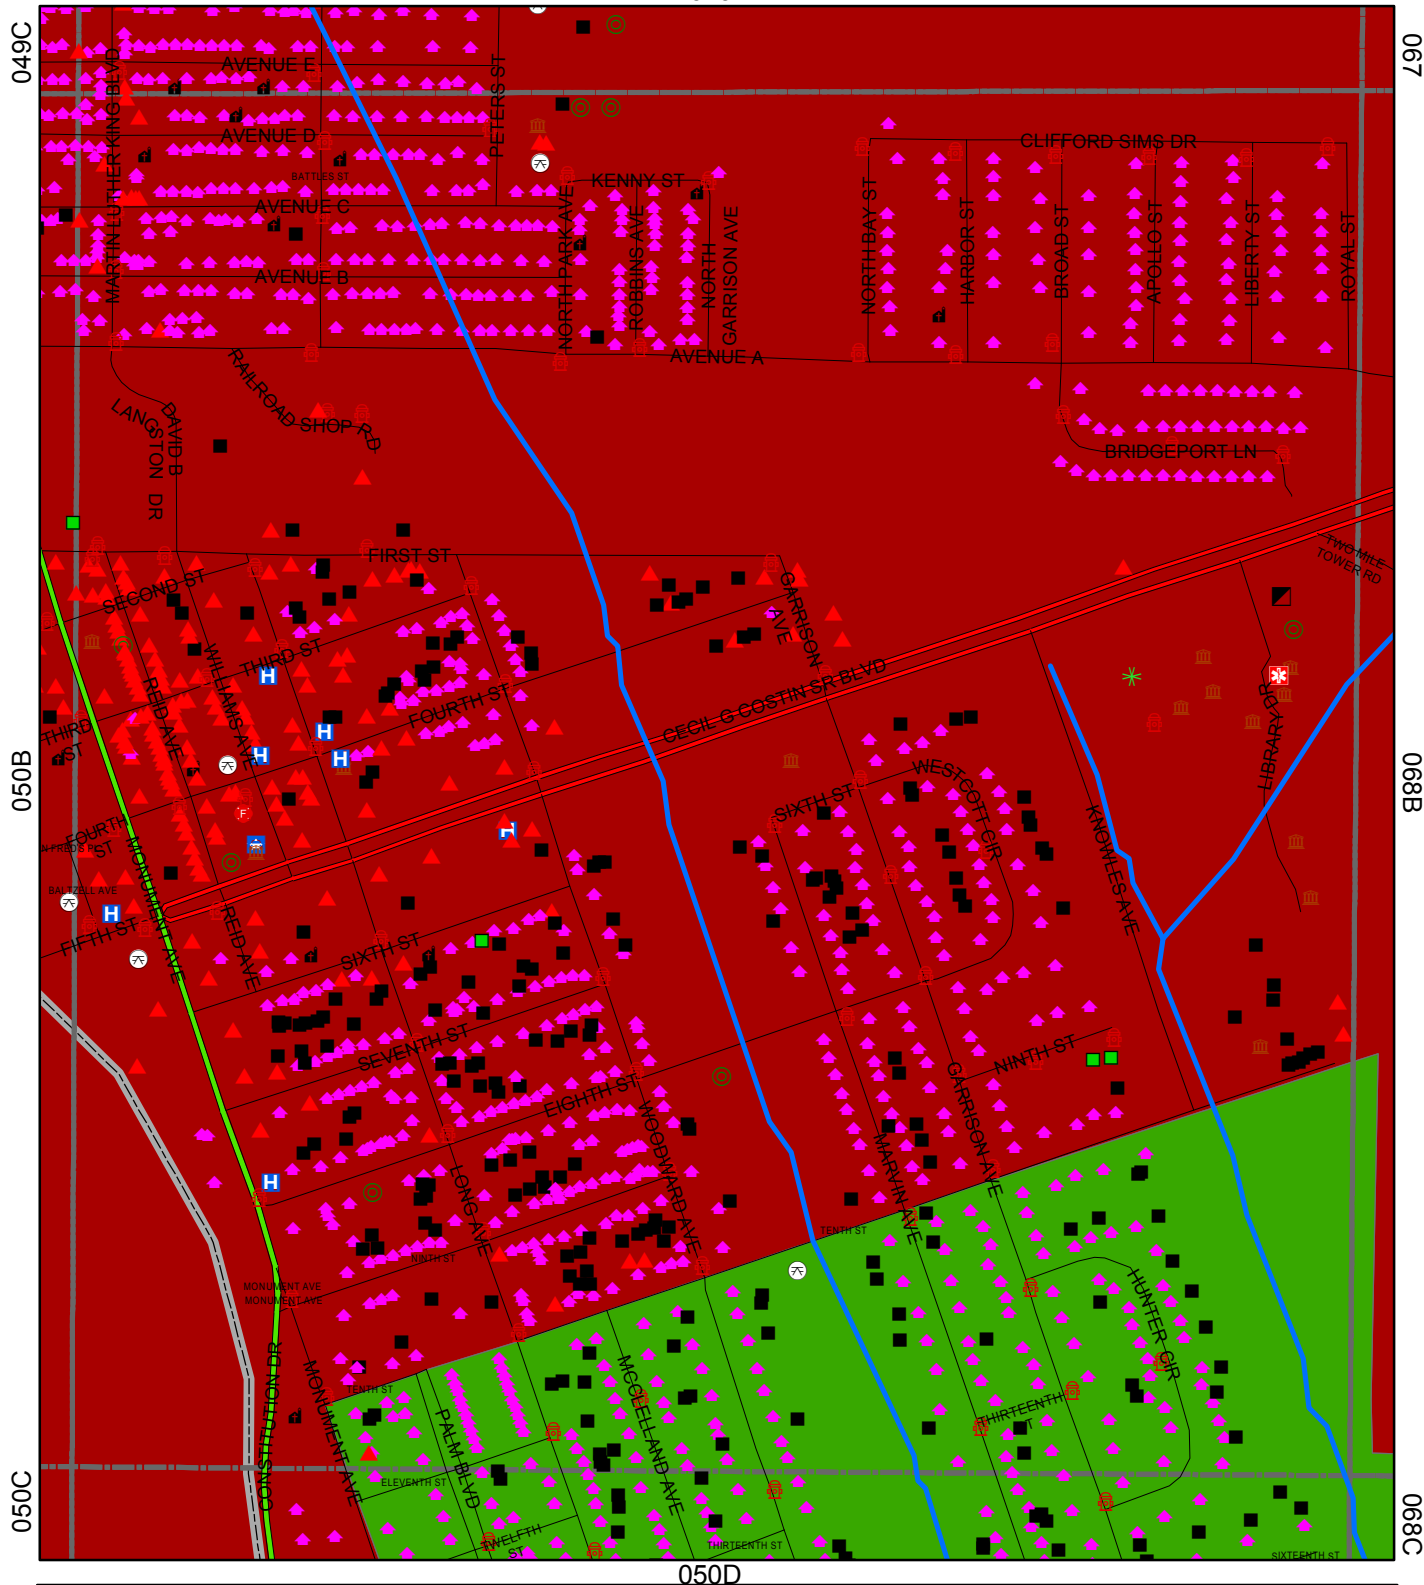 049C
067
AVENUE E
MARTIN LUTHER KING BLVD
PETERS ST
AVENUE D
CLIFFORD SIMS DR
BATTLES ST
KENNY ST
AVENUE C
NORTH PARK AVE
ROBBINS AVE
NORTH
GARRISON AVE
NORTH BAY ST
HARBOR ST
BROAD ST
APOLLO ST
LIBERTY ST
ROYAL ST
AVENUE B
AVENUE A
RAILROAD SHOP RD
DAVID B
LANGSTON DR
BRIDGEPORT LN
FIRST ST
TWO MILE
TOWER RD
SECOND ST
GARRISON
AVE
THIRD ST
WILLIAMS AVE
H
REID AVE
FOURTH ST
CECIL G COSTIN SR BLVD
LIBRARY DR
THIRD
ST
H
H
H
050B
068B
WESTCOTT CIR
SIXTH ST
F
KNOWLES AVE
FOURTH
ST
N FRED'S PL
MONUMENT AVE
BALTZELL AVE
H
FIFTH ST
REID AVE
SIXTH ST
SEVENTH ST
NINTH ST
EIGHTH ST
GARRISON AVE
WOODWARD AVE
MARVIN AVE
LONG AVE
H
TENTH ST
NINTH ST
MONUMENT AVE
MONUMENT AVE
HUNTER CIR
CONSTITUTION DR
MONUMENT AVE
TENTH ST
MCCLELLAND AVE
PALM BLVD
THIRTEENTH
ST
ELEVENTH ST
050C
068C
TWELFTH
ST
THIRTEENTH ST
SIXTEENTH ST
050D